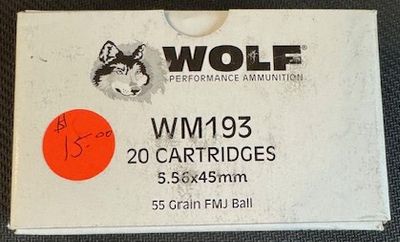 WOLF®
PERFORMANCE AMMUNITION
WM193
20 CARTRIDGES
5.56x45mm
55 Grain FMJ Ball
$
15.00